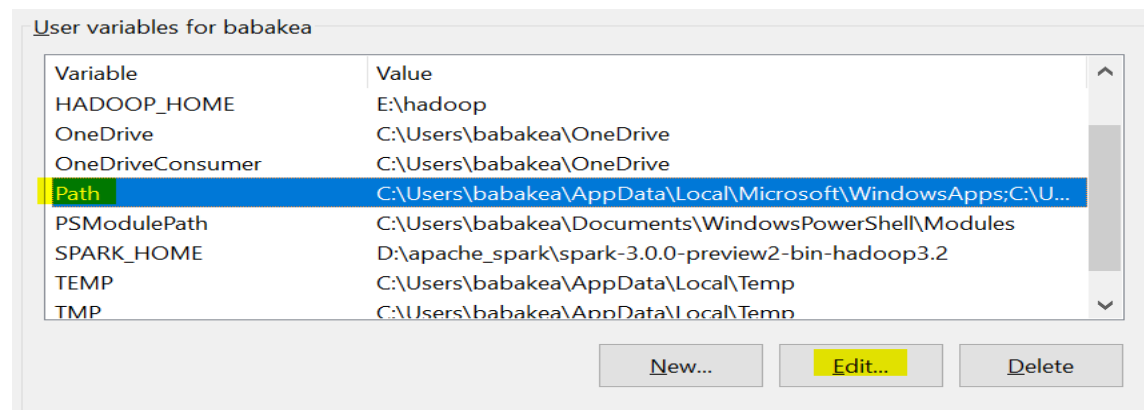 User variables for babakea
Variable Value
HADOOP_HOME E:\hadoop
OneDrive C:\Users\babakea\OneDrive
OneDriveConsumer C:\Users\babakea\OneDrive
Path C:\Users\babakea\AppData\Local\Microsoft\WindowsApps;C:\U...
PSModulePath C:\Users\babakea\Documents\WindowsPowerShell\Modules
SPARK_HOME D:\apache_spark\spark-3.0.0-preview2-bin-hadoop3.2
TEMP C:\Users\babakea\AppData\Local\Temp
TMP C:\Users\babakea\AppData\Local\Temp
New... Edit... Delete